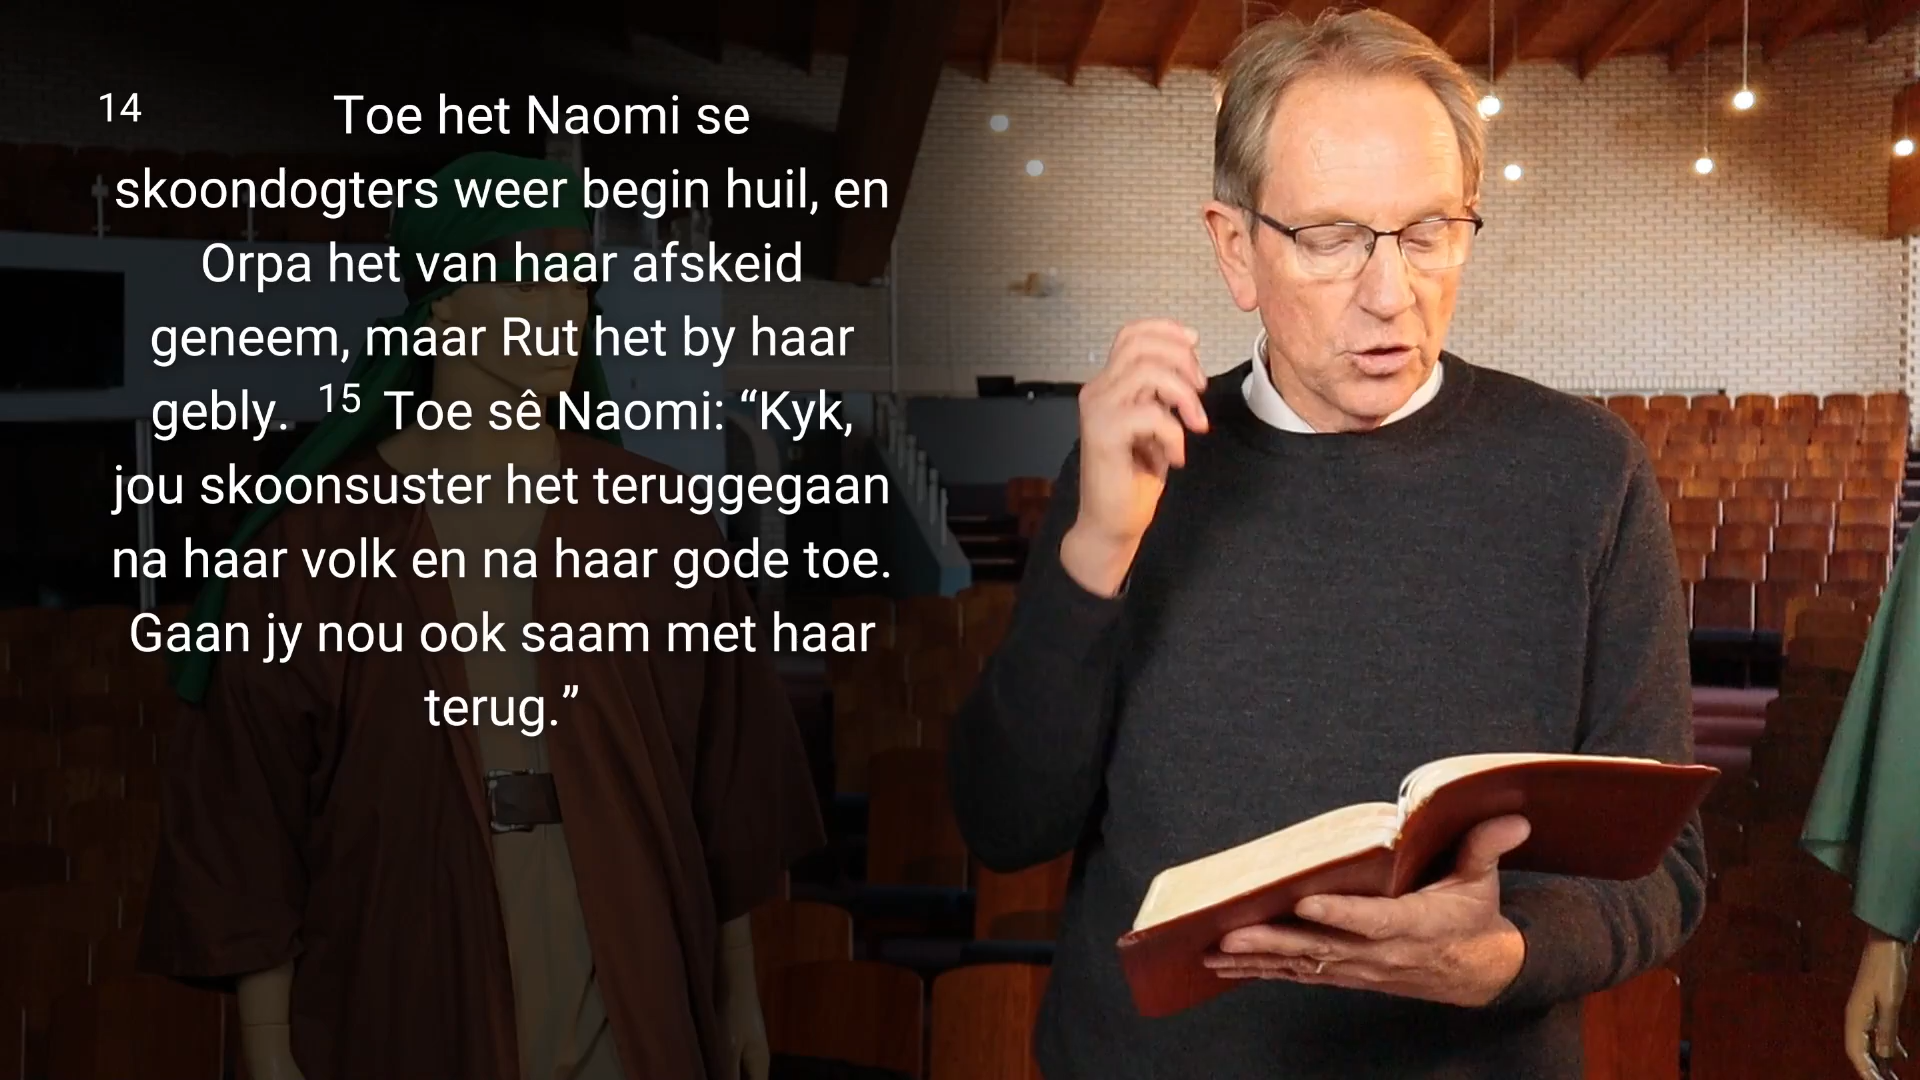 14 Toe het Naomi se
skoondogters weer begin huil, en
Orpa het van haar afskeid
geneem, maar Rut het by haar
gebly. 15 Toe sê Naomi: “Kyk,
jou skoonsuster het teruggegaan
na haar volk en na haar gode toe.
Gaan jy nou ook saam met haar
terug.”